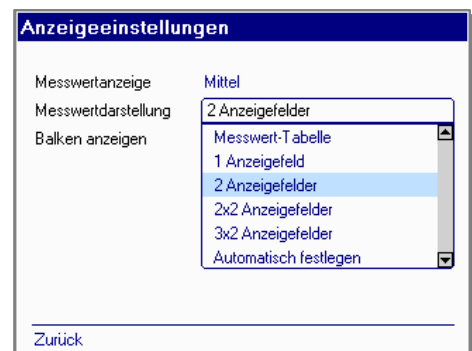 Anzeigeeinstellungen
Messwertanzeige Mittel
Messwertdarstellung 2 Anzeigefelder
Balken anzeigen
Messwert-Tabelle
1 Anzeigefeld
2 Anzeigefelder
2x2 Anzeigefelder
3x2 Anzeigefelder
Automatisch festlegen
Zurück